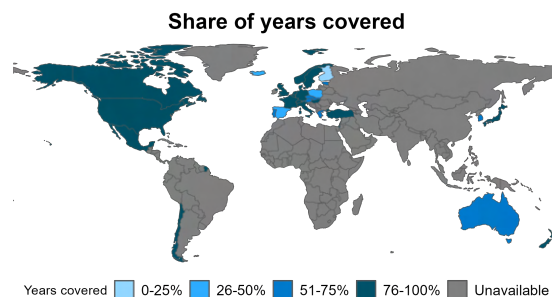 Share of years covered
Years covered 0-25% 26-50% 51-75% 76-100% Unavailable